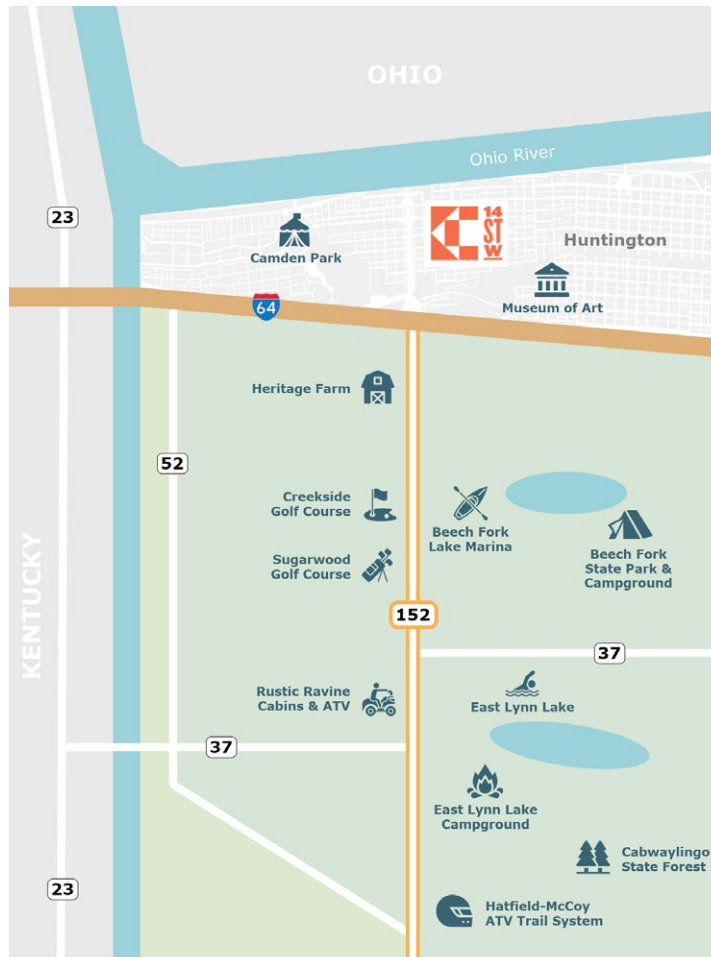 OHIO
Ohio River
23
14
ST
W
Huntington
Camden Park
Museum of Art
64
Heritage Farm
52
Creekside
Golf Course
Beech Fork
Lake Marina
Beech Fork
State Park &
Campground
Sugarwood
Golf Course
KENTUCKY
152
37
Rustic Ravine
Cabins & ATV
East Lynn Lake
37
East Lynn Lake
Campground
Cabwaylingo
State Forest
23
Hatfield-McCoy
ATV Trail System